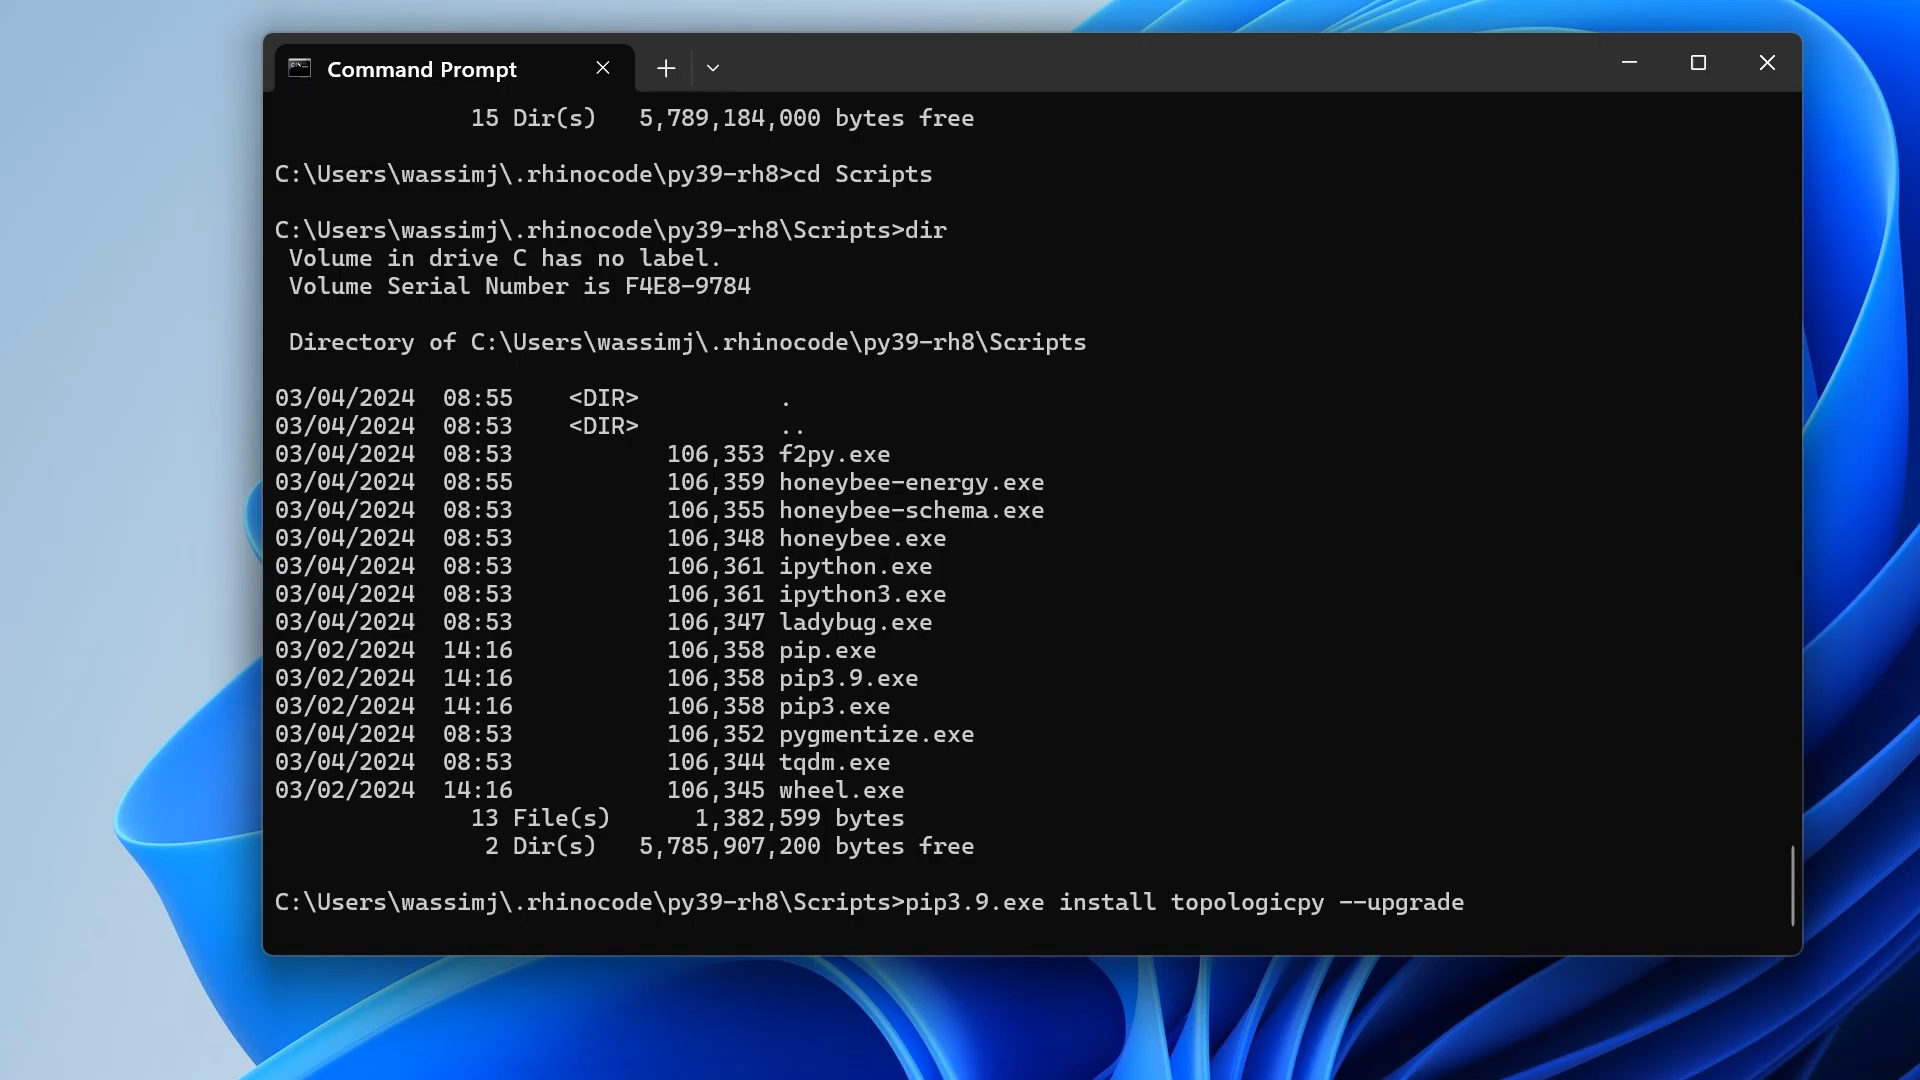 Command Prompt
15 Dir(s)   5,789,184,000 bytes free
C:\Users\wassimj\.rhinocode\py39-rh8>cd Scripts
C:\Users\wassimj\.rhinocode\py39-rh8\Scripts>dir
Volume in drive C has no label.
Volume Serial Number is F4E8-9784
Directory of C:\Users\wassimj\.rhinocode\py39-rh8\Scripts
03/04/2024  08:55    <DIR>          .
03/04/2024  08:53    <DIR>          ..
03/04/2024  08:53           106,353 f2py.exe
03/04/2024  08:55           106,359 honeybee-energy.exe
03/04/2024  08:53           106,355 honeybee-schema.exe
03/04/2024  08:53           106,348 honeybee.exe
03/04/2024  08:53           106,361 ipython.exe
03/04/2024  08:53           106,361 ipython3.exe
03/04/2024  08:53           106,347 ladybug.exe
03/02/2024  14:16           106,358 pip.exe
03/02/2024  14:16           106,358 pip3.9.exe
03/02/2024  14:16           106,358 pip3.exe
03/04/2024  08:53           106,352 pygmentize.exe
03/04/2024  08:53           106,344 tqdm.exe
03/02/2024  14:16           106,345 wheel.exe
13 File(s)      1,382,599 bytes
2 Dir(s)   5,785,907,200 bytes free
C:\Users\wassimj\.rhinocode\py39-rh8\Scripts>pip3.9.exe install topologicpy --upgrade